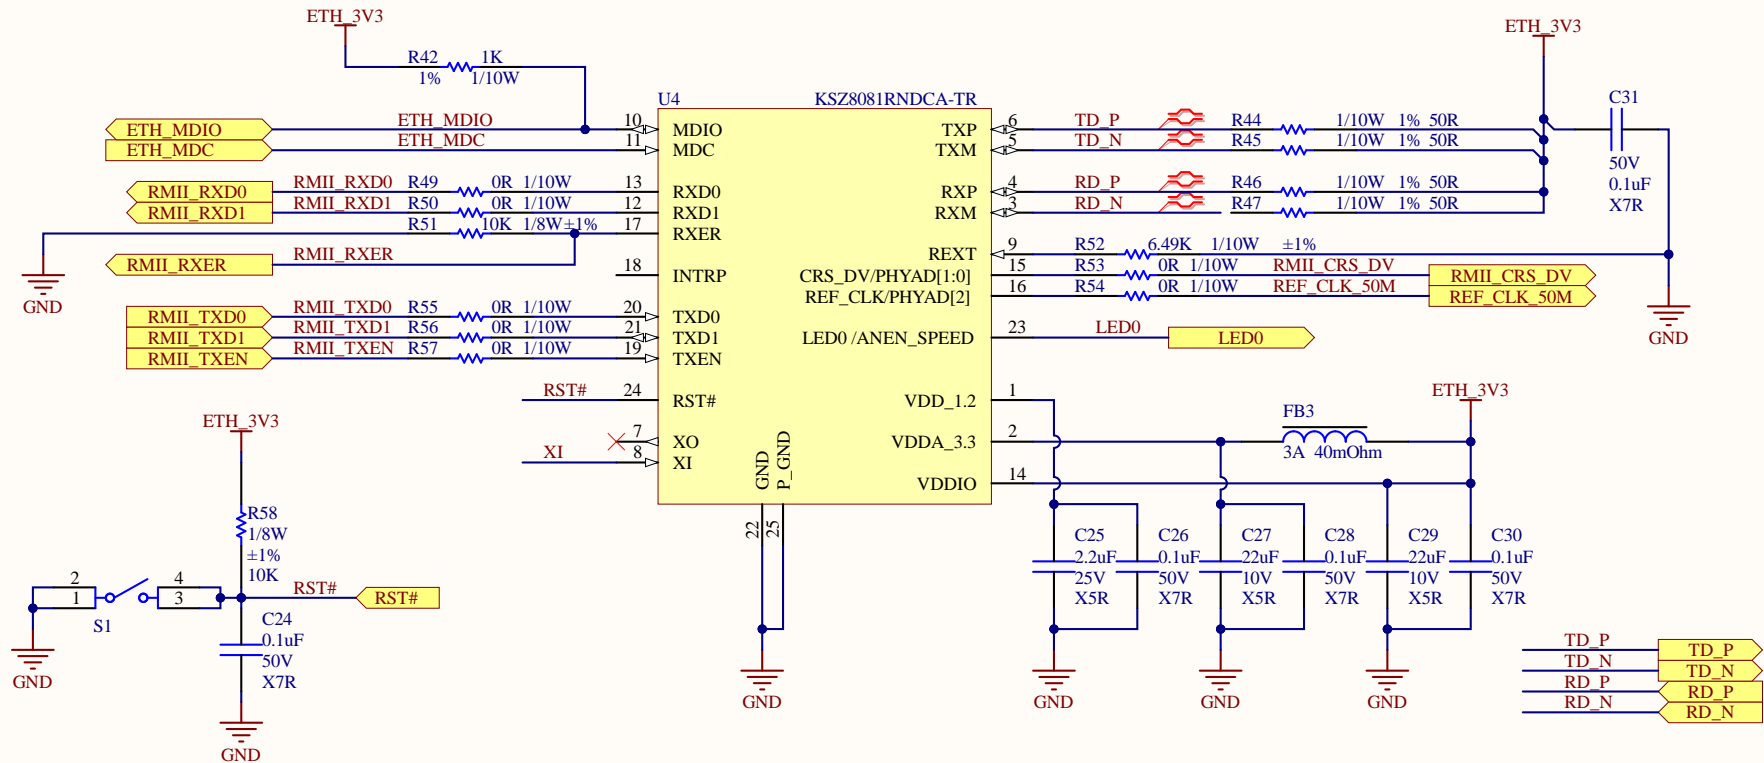 ETH_3V3
R42 1K
1% 1/10W
ETH_3V3
C31
50V
0.1uF
X7R
GND
U4 KSZ8081RNDCA-TR
ETH_MDIO ETH_MDIO 10 MDIO
ETH_MDC ETH_MDC 11 MDC
RMII_RXD0 RMII_RXD0 R49 0R 1/10W 13 RXD0
RMII_RXD1 RMII_RXD1 R50 0R 1/10W 12 RXD1
R51 10K 1/8W ±1% 17 RXER
RMII_RXER RMII_RXER
GND
18 INTRP
RMII_TXD0 RMII_TXD0 R55 0R 1/10W 20 TXD0
RMII_TXD1 RMII_TXD1 R56 0R 1/10W 21 TXD1
RMII_TXEN RMII_TXEN R57 0R 1/10W 19 TXEN
RST# 24 RST#
7 XO
XI 8 XI
GND 22
P_GND 25
GND
TXP 6 TD_P R44 1/10W 1% 50R
TXM 5 TD_N R45 1/10W 1% 50R
RXP 4 RD_P R46 1/10W 1% 50R
RXM 3 RD_N R47 1/10W 1% 50R
REXT 9 R52 6.49K 1/10W ±1%
CRS_DV/PHYAD[1:0] 15 R53 0R 1/10W RMII_CRS_DV RMII_CRS_DV
REF_CLK/PHYAD[2] 16 R54 0R 1/10W REF_CLK_50M REF_CLK_50M
LED0 /ANEN_SPEED 23 LED0 LED0
VDD_1.2 1
VDDA_3.3 2
VDDIO 14
ETH_3V3
FB3
3A 40mOhm
C25
2.2uF
25V
X5R
C26
0.1uF
50V
X7R
C27
22uF
10V
X5R
C28
0.1uF
50V
X7R
C29
22uF
10V
X5R
C30
0.1uF
50V
X7R
GND
GND
GND
ETH_3V3
R58
1/8W
±1%
10K
2 4
1 3
S1
RST# RST#
C24
0.1uF
50V
X7R
GND
GND
TD_P TD_P
TD_N TD_N
RD_P RD_P
RD_N RD_N